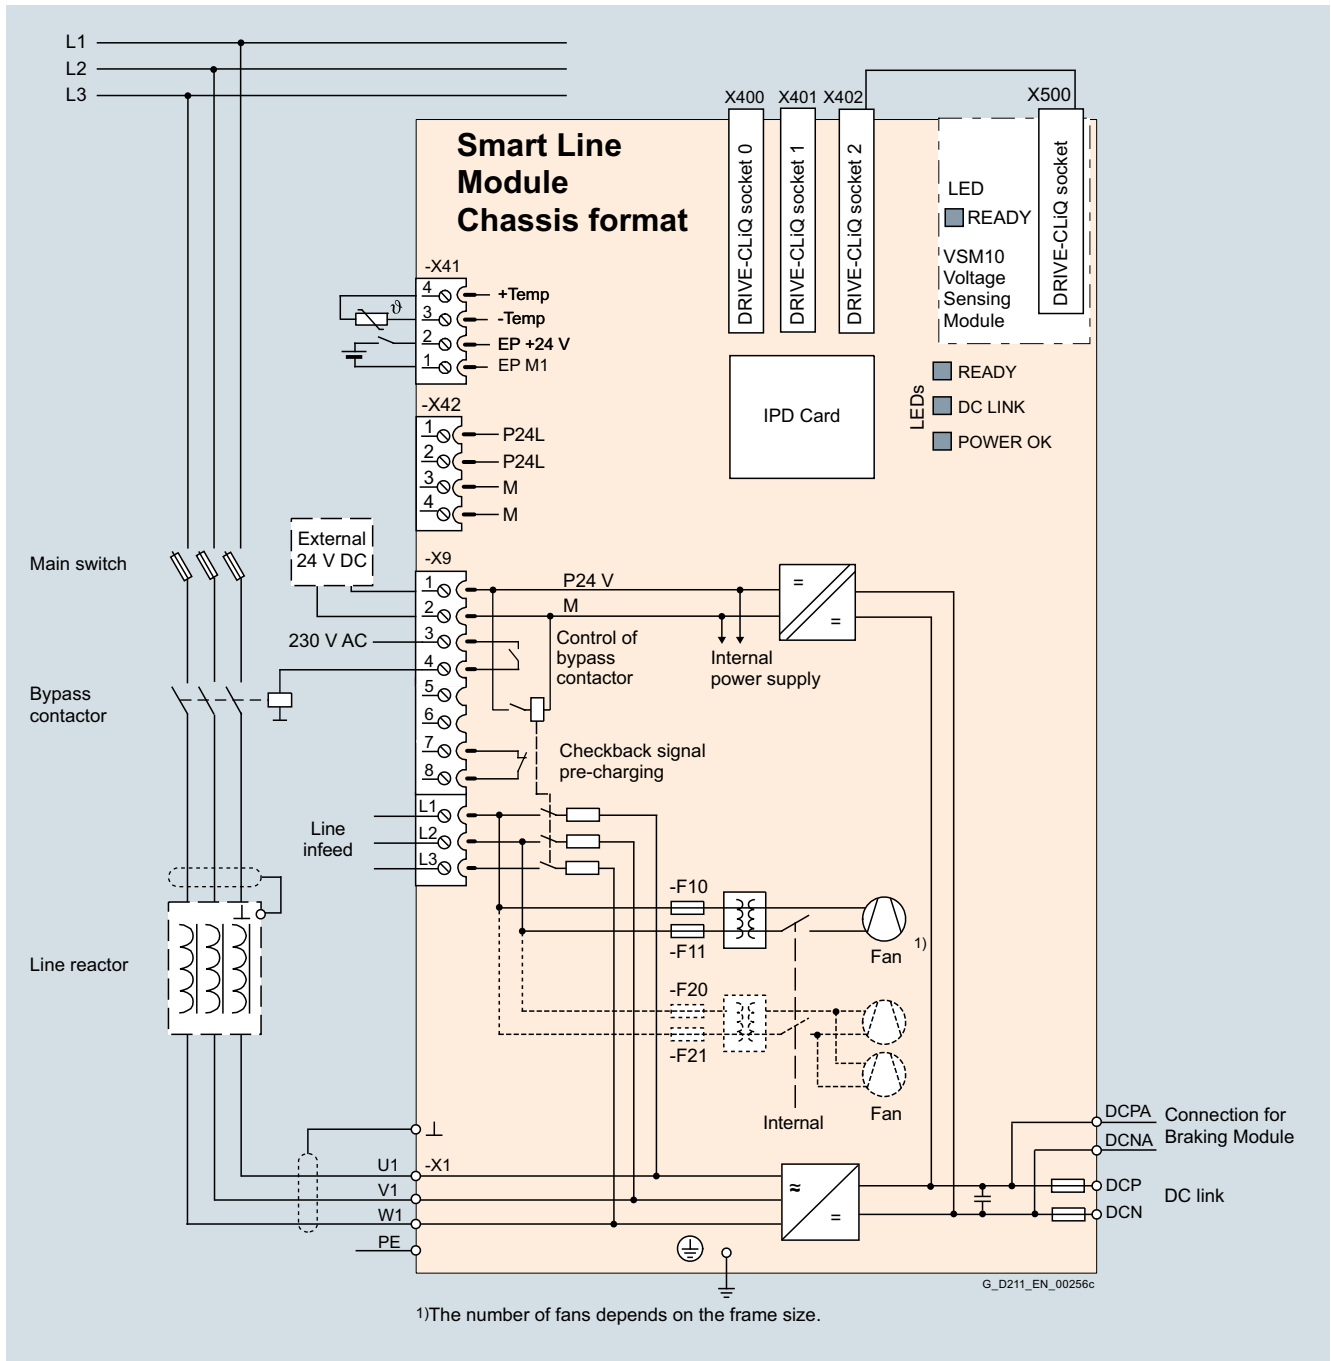 L1
L2
L3
X400
X401
X402
X500
Smart Line
Module
Chassis format
DRIVE-CLiQ socket 0
DRIVE-CLiQ socket 1
DRIVE-CLiQ socket 2
DRIVE-CLiQ socket
LED
READY
VSM10
Voltage
Sensing
Module
-X41
4
+Temp
ϑ
3
-Temp
2
EP +24 V
1
EP M1
IPD Card
LEDs
READY
DC LINK
POWER OK
-X42
1
P24L
2
P24L
3
M
4
M
External
24 V DC
Main switch
-X9
1
P24 V
2
M
=
=
230 V AC
3
4
5
6
7
8
Control of
bypass
contactor
Internal
power supply
Bypass
contactor
Checkback signal
pre-charging
Line
infeed
L1
L2
L3
-F10
-F11
Fan
1)
Line reactor
-F20
-F21
Fan
Internal
DCPA
DCNA
Connection for
Braking Module
U1
-X1
V1
W1
PE
≈
=
DCP
DCN
DC link
G_D211_EN_00256c
1)The number of fans depends on the frame size.